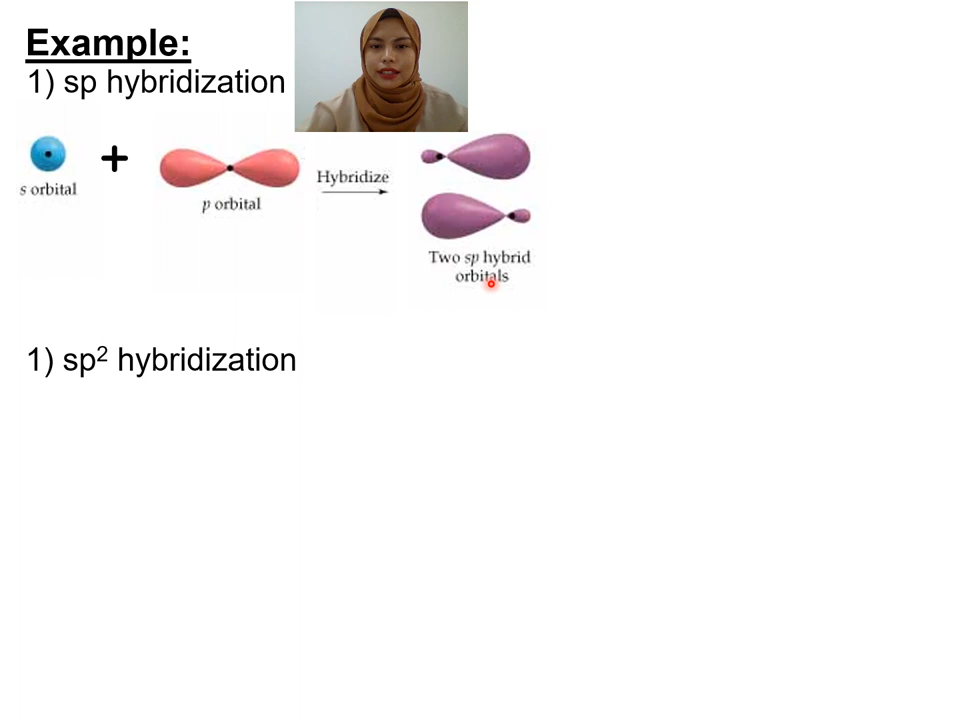 Example:
1) sp hybridization
+
s orbital
p orbital
Hybridize
Two sp hybrid
orbitals
1) sp² hybridization